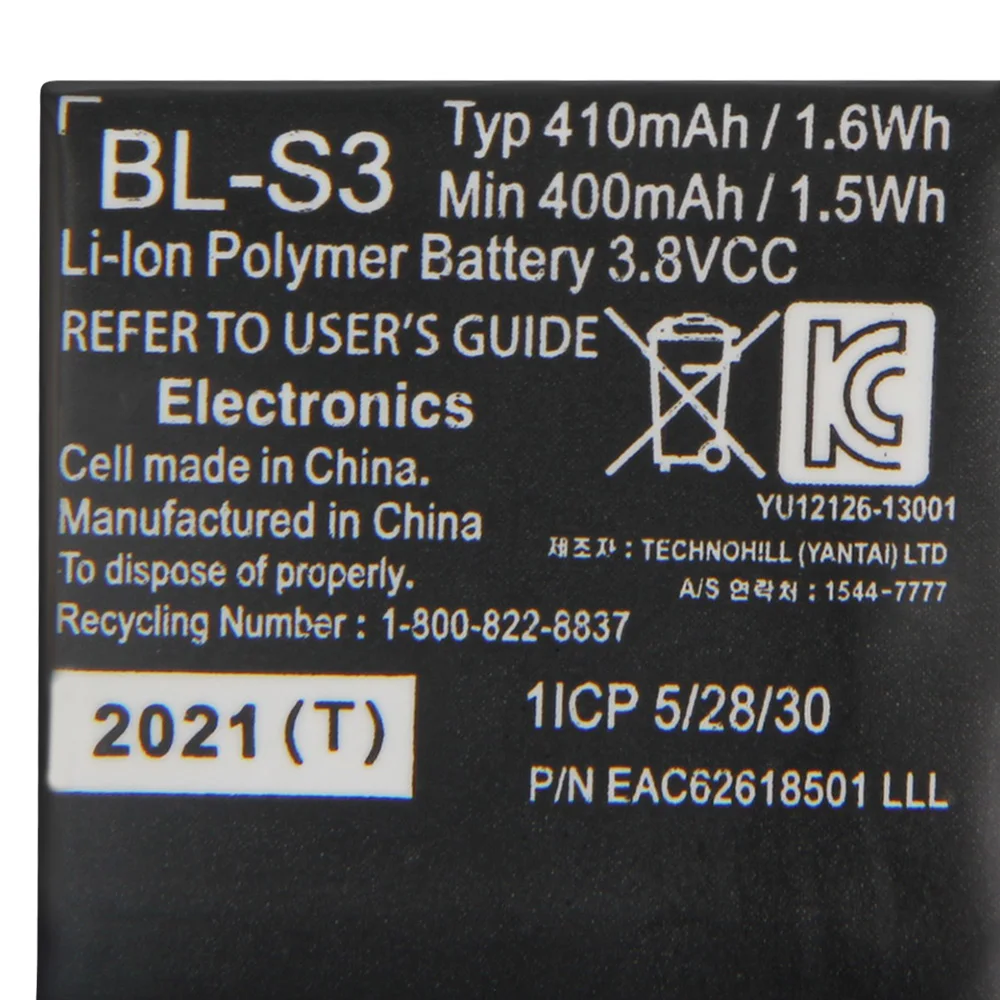 BL-S3
Typ 410mAh / 1.6Wh
Min 400mAh / 1.5Wh
Li-Ion Polymer Battery 3.8VCC
REFER TO USER'S GUIDE
Electronics
Cell made in China.
Manufactured in China
To dispose of properly.
Recycling Number : 1-800-822-8837
YU12126-13001
제조자 : TECHNOHILL (YANTAI) LTD
A/S 연락처 : 1544-7777
2021 (T)
1ICP 5/28/30
P/N EAC62618501 LLL